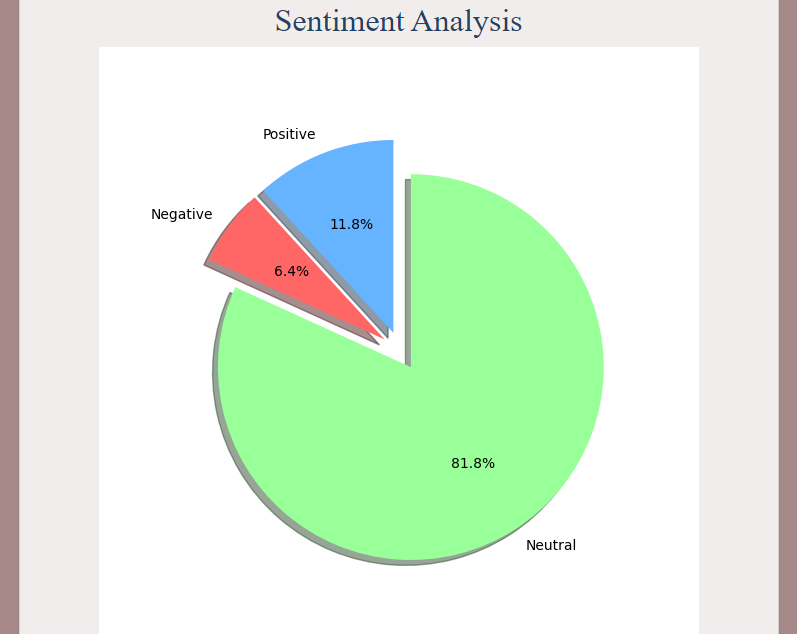 Sentiment Analysis
Positive
11.8%
Negative
6.4%
81.8%
Neutral